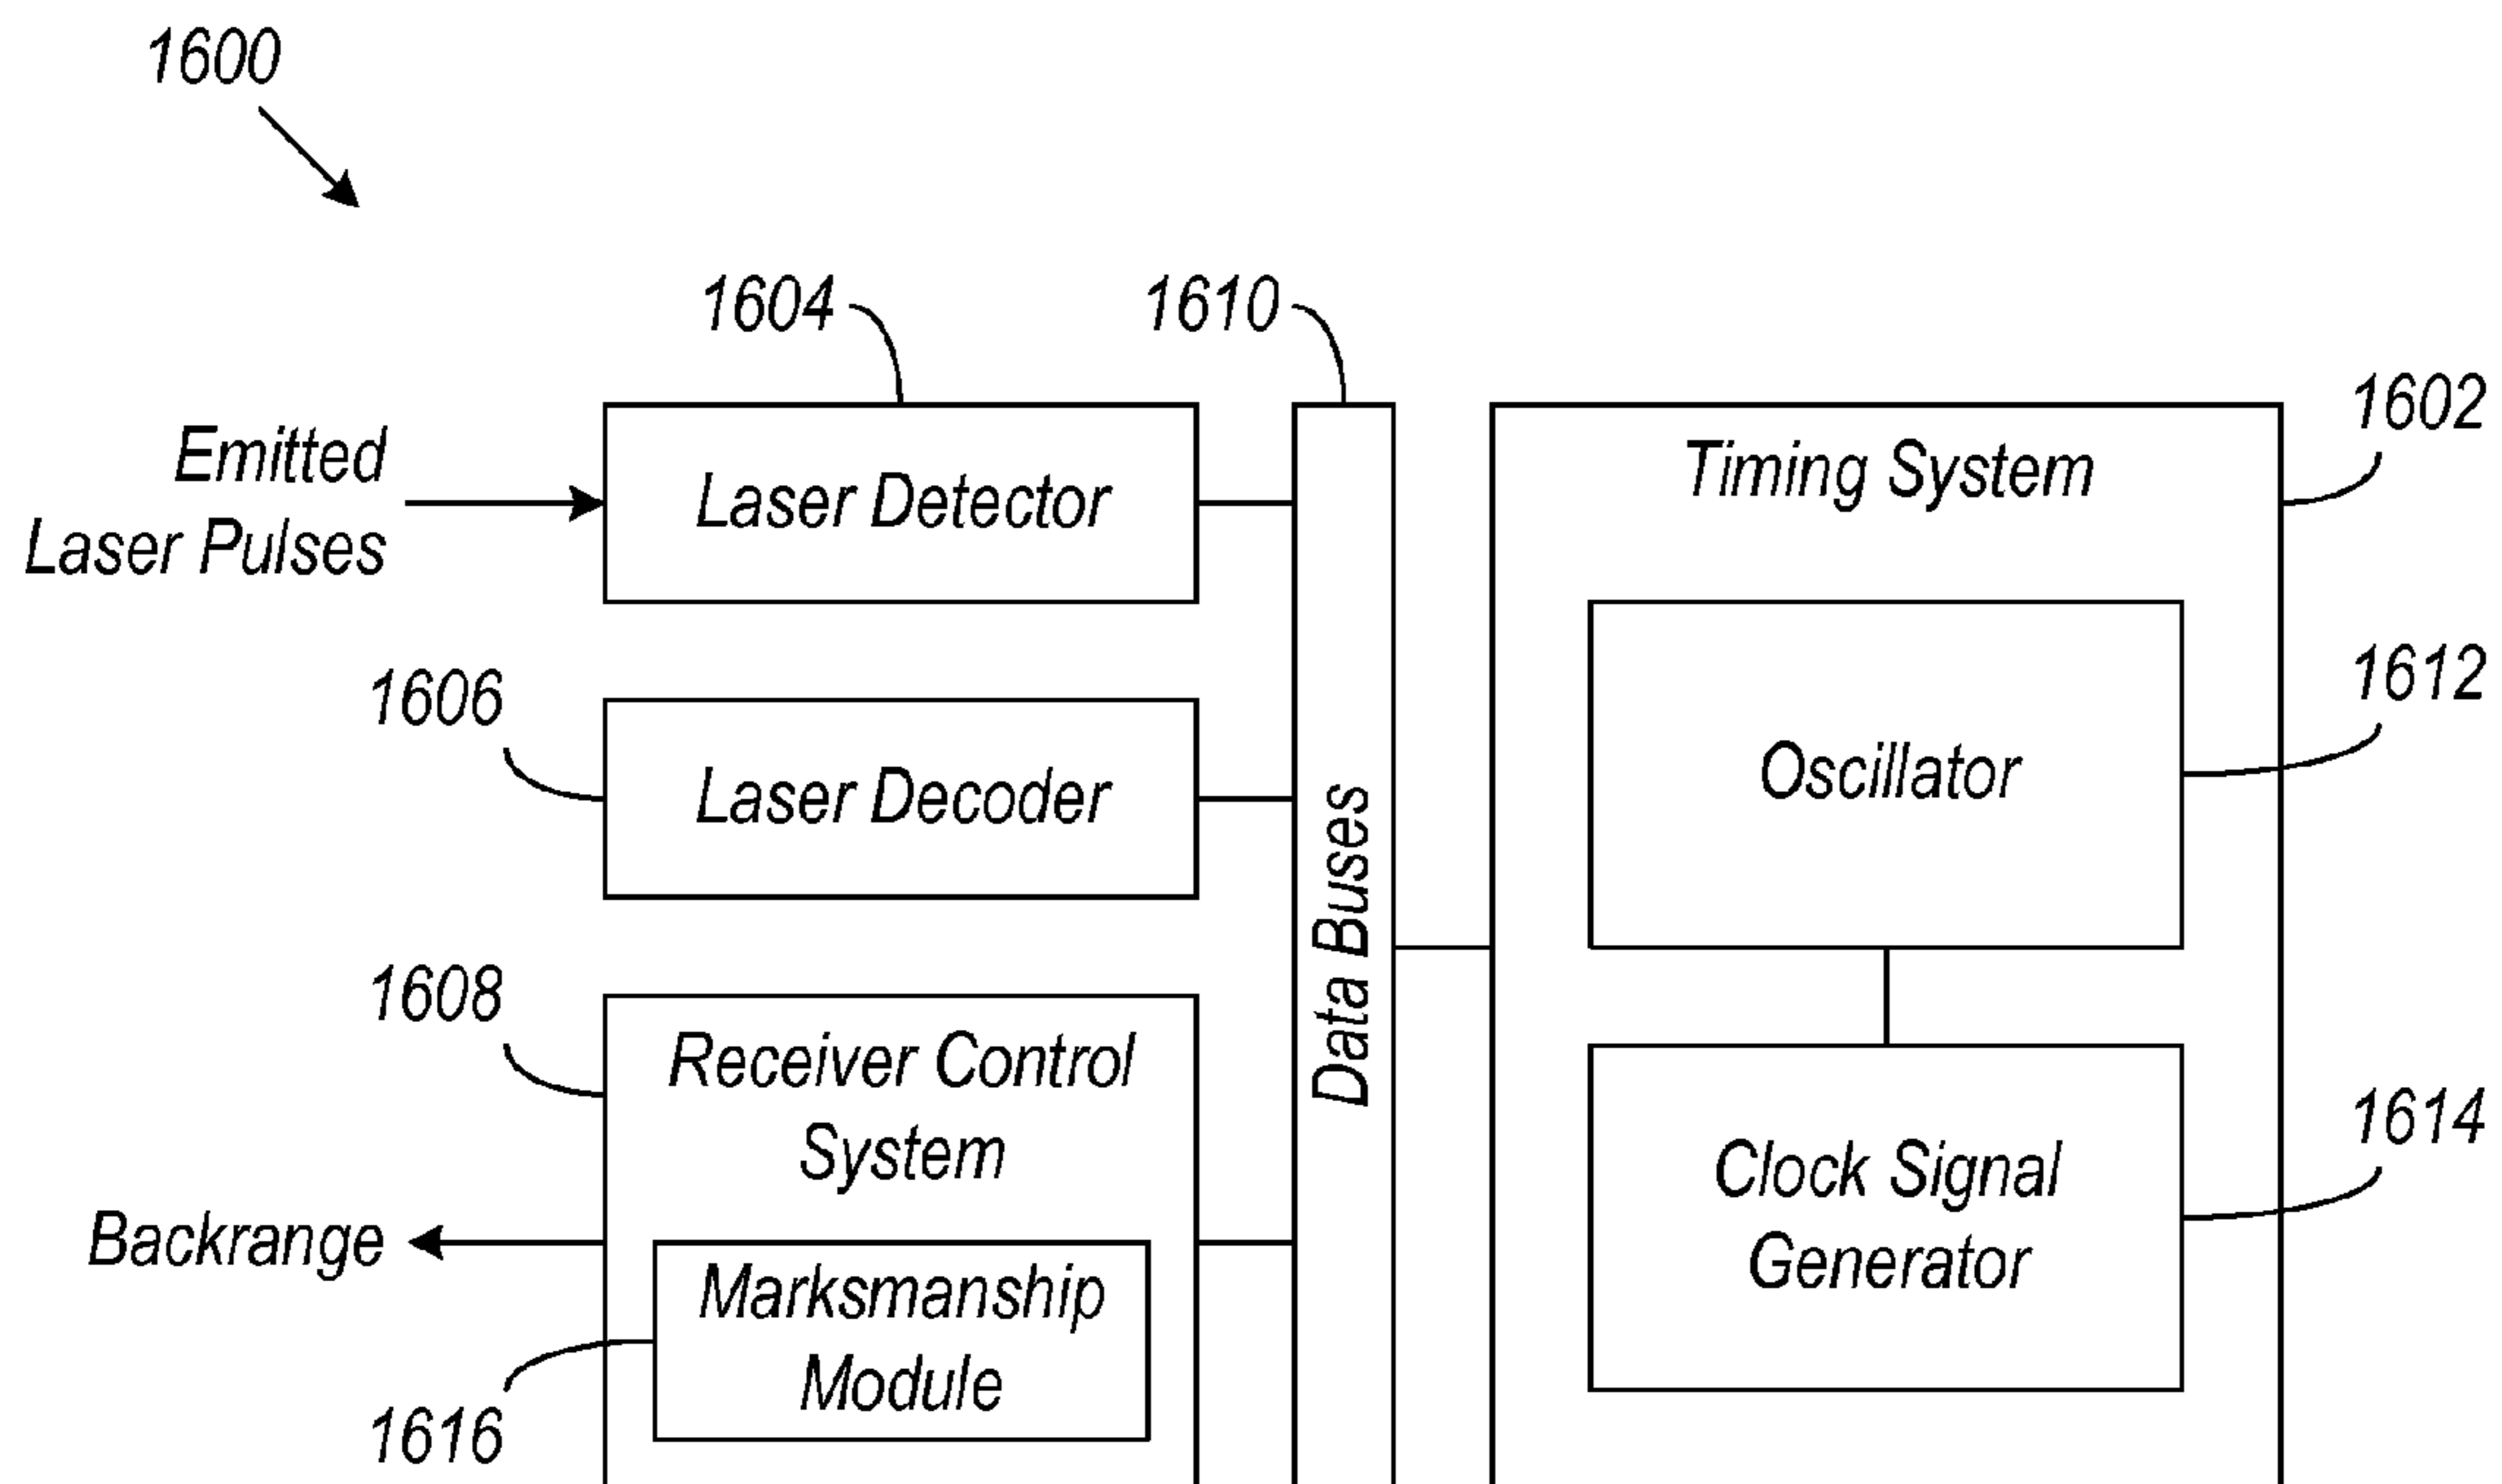 1600
1604
1610
1602
Emitted
Laser Pulses
Laser Detector
Timing System
1606
Laser Decoder
Data Buses
Oscillator
1612
1608
Receiver Control
System
Clock Signal
Generator
1614
Backrange
Marksmanship
Module
1616